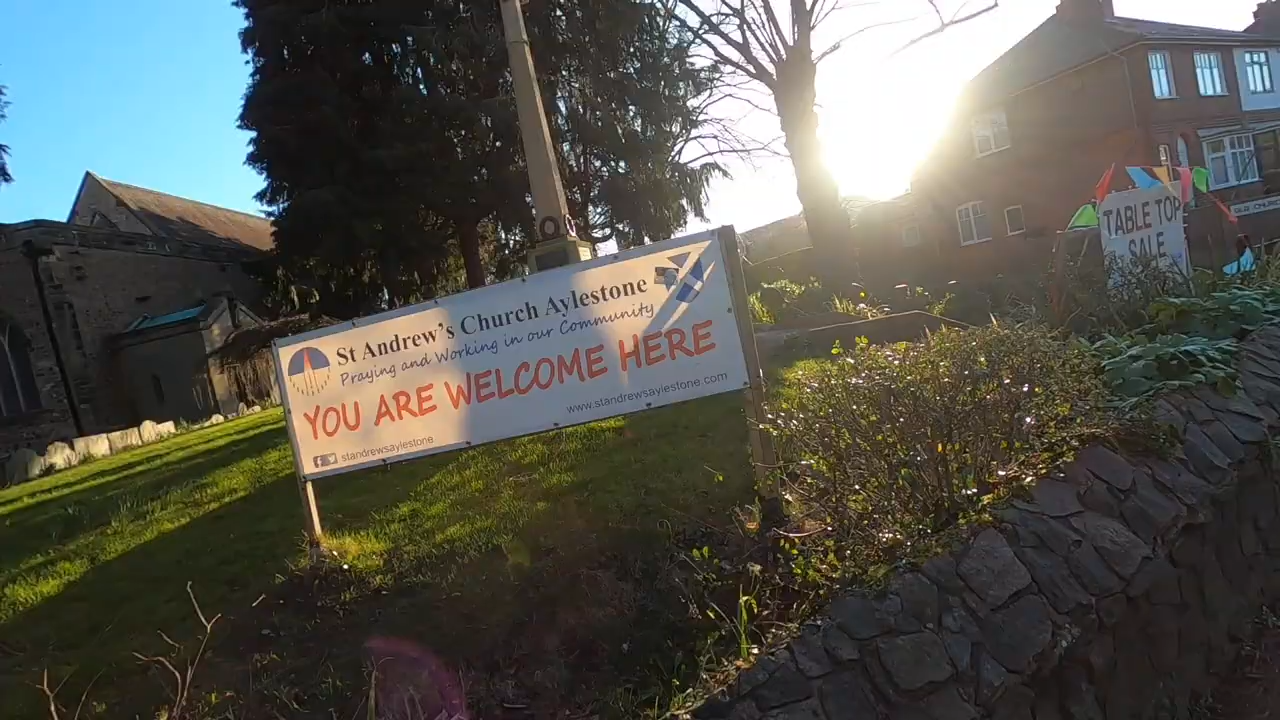 St Andrew's Church Aylestone
Praying and Working in our Community
YOU ARE WELCOME HERE
www.standrewsaylestone.com
standrewsaylestone
TABLE TOP
SALE